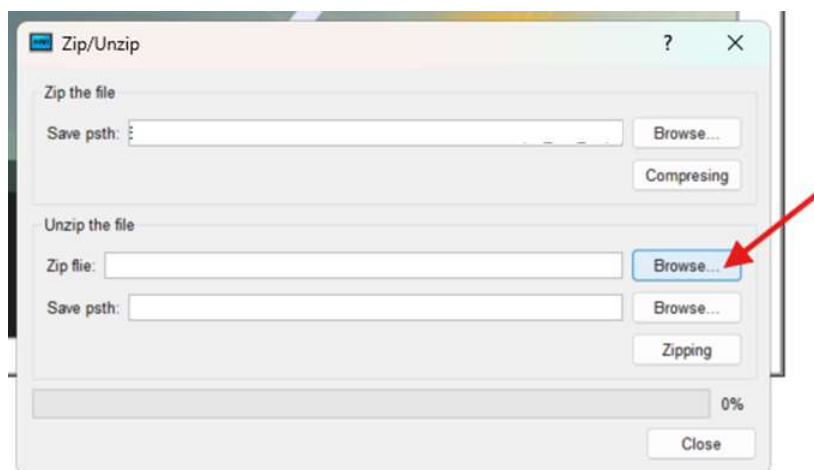 Zip/Unzip
?
Zip the file
Save psth:
Browse...
Compresing
Unzip the file
Zip flie:
Browse...
Save psth:
Browse...
Zipping
0%
Close